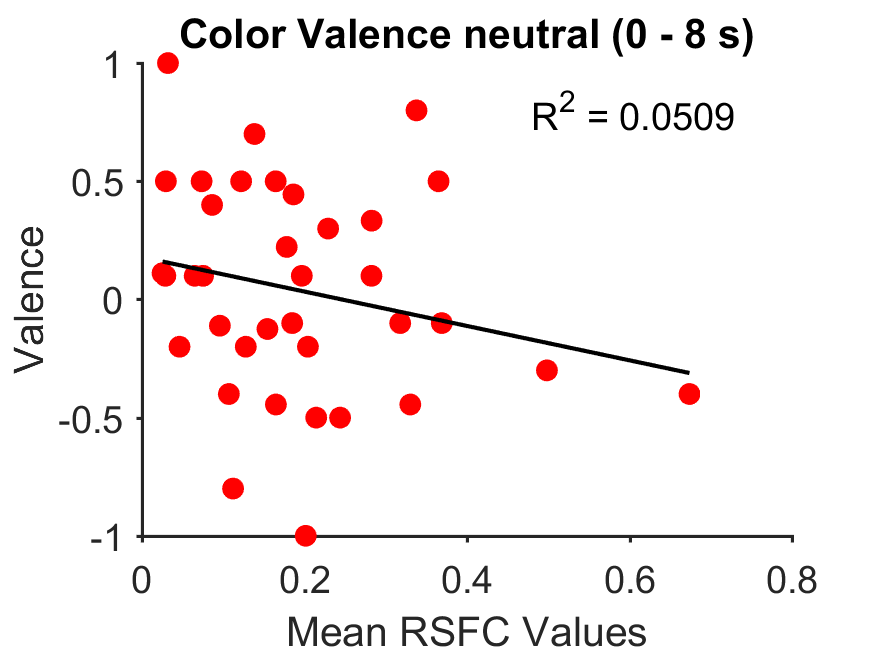 Color Valence neutral (0 - 8 s)
R² = 0.0509
Valence
1
0.5
0
-0.5
-1
0
0.2
0.4
0.6
0.8
Mean RSFC Values